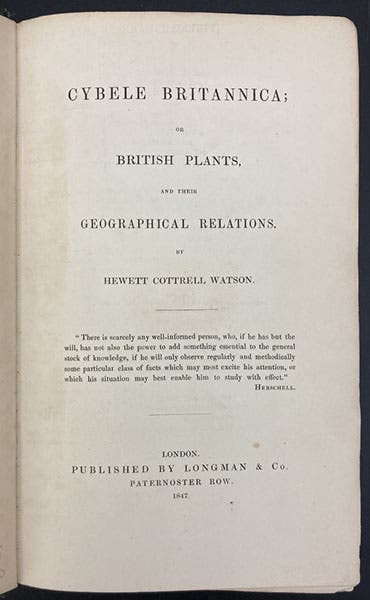 CYBELE BRITANNICA;
OR
BRITISH PLANTS,
AND THEIR
GEOGRAPHICAL RELATIONS.
BY
HEWETT COTTRELL WATSON.
"There is scarcely any well-informed person, who, if he has but the
will, has not also the power to add something essential to the general
stock of knowledge, if he will only observe regularly and methodically
some particular class of facts which may most excite his attention, or
which his situation may best enable him to study with effect."
HERSCHELL.
LONDON.
PUBLISHED BY LONGMAN & Co.
PATERNOSTER ROW.
1847.